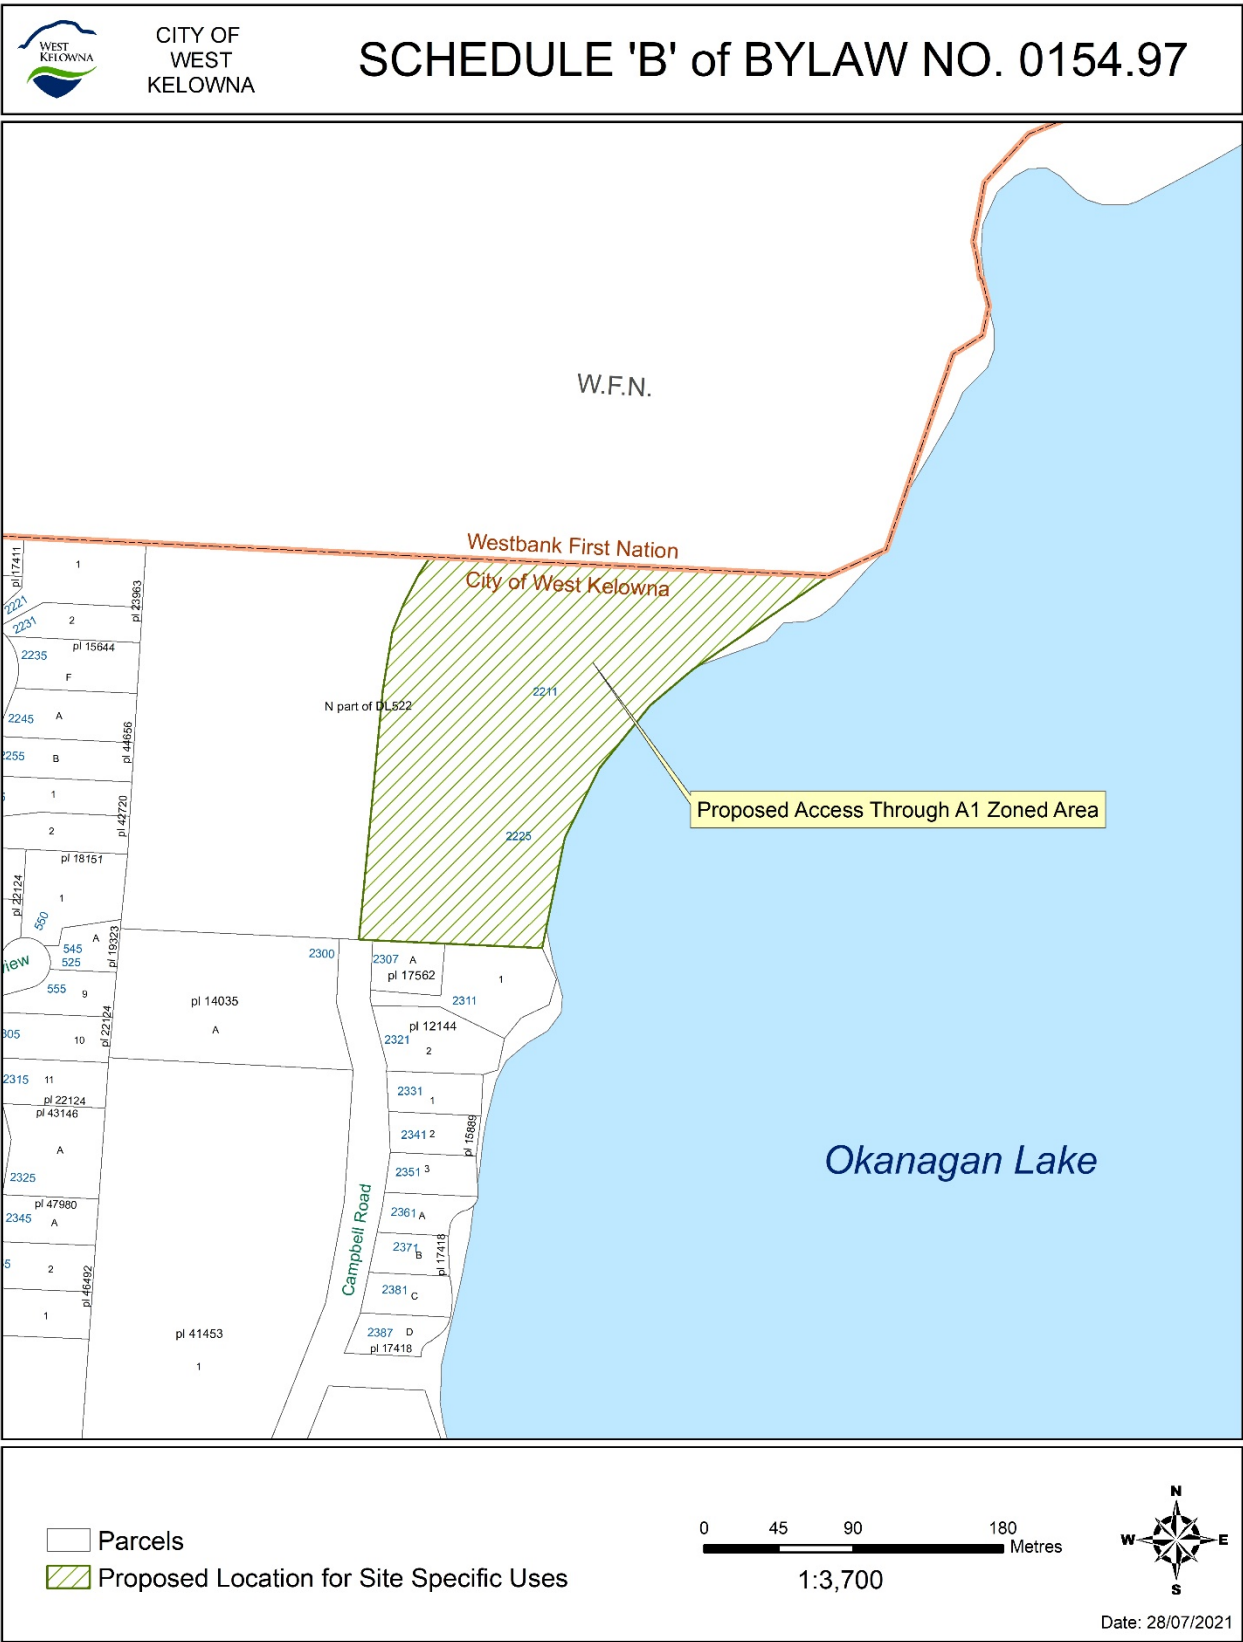 WEST
KELOWNA
CITY OF
WEST
KELOWNA
SCHEDULE 'B' of BYLAW NO. 0154.97
W.F.N.
Westbank First Nation
City of West Kelowna
pl 17411
1
pl 23963
2221
2231
2
pl 15644
2235
F
2245
A
pl 44656
2255
B
1
pl 42720
2
pl 18151
pl 22124
1
550
545
525
A
pl 19323
view
555
9
pl 22124
305
10
2315
11
pl 22124
pl 43146
A
2325
pl 47980
2345
A
5
2
pl 46492
1
N part of DL522
2211
2225
Proposed Access Through A1 Zoned Area
2300
2307
A
pl 17562
1
2311
pl 14035
A
pl 12144
2321
2
2331
1
2341
2
pl 15889
2351
3
2361
A
2371
B
pl 17418
2381
C
2387
D
pl 17418
Campbell Road
pl 41453
1
Okanagan Lake
Parcels
Proposed Location for Site Specific Uses
0 45 90 180
Metres
1:3,700
N
W
E
S
Date: 28/07/2021